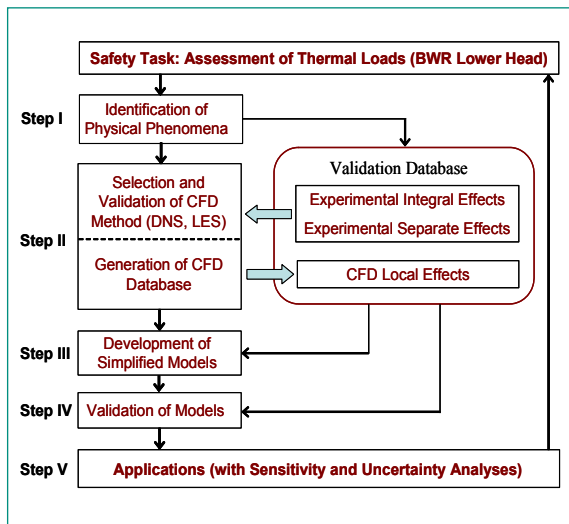 Safety Task: Assessment of Thermal Loads (BWR Lower Head)
Step I
Identification of
Physical Phenomena
Validation Database
Step II
Selection and
Validation of CFD
Method (DNS, LES)
Experimental Integral Effects
Experimental Separate Effects
Generation of CFD
Database
CFD Local Effects
Step III
Development of
Simplified Models
Step IV
Validation of Models
Step V
Applications (with Sensitivity and Uncertainty Analyses)